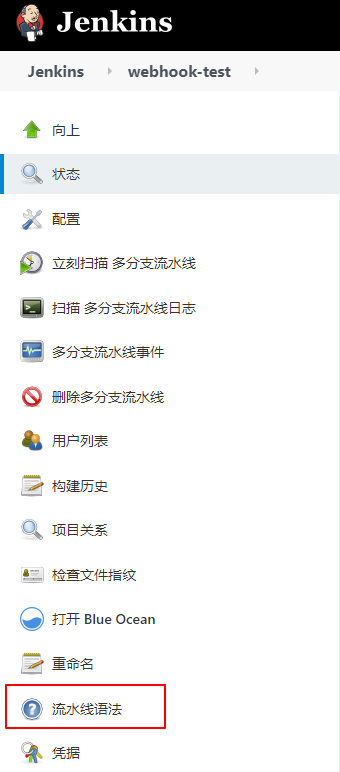 Jenkins
Jenkins webhook-test
向上
状态
配置
立刻扫描 多分支流水线
扫描 多分支流水线日志
多分支流水线事件
删除多分支流水线
用户列表
构建历史
项目关系
检查文件指纹
打开 Blue Ocean
重命名
流水线语法
凭据